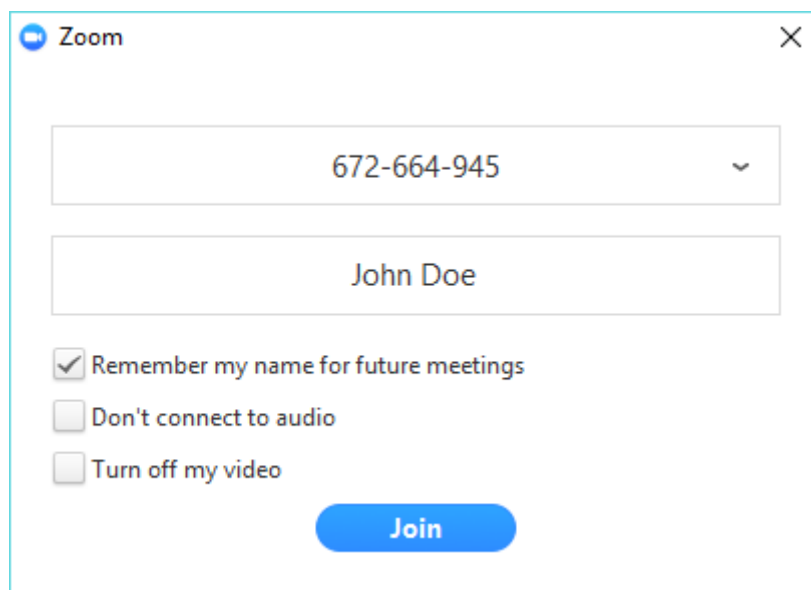 Zoom
672-664-945
John Doe
Remember my name for future meetings
Don't connect to audio
Turn off my video
Join